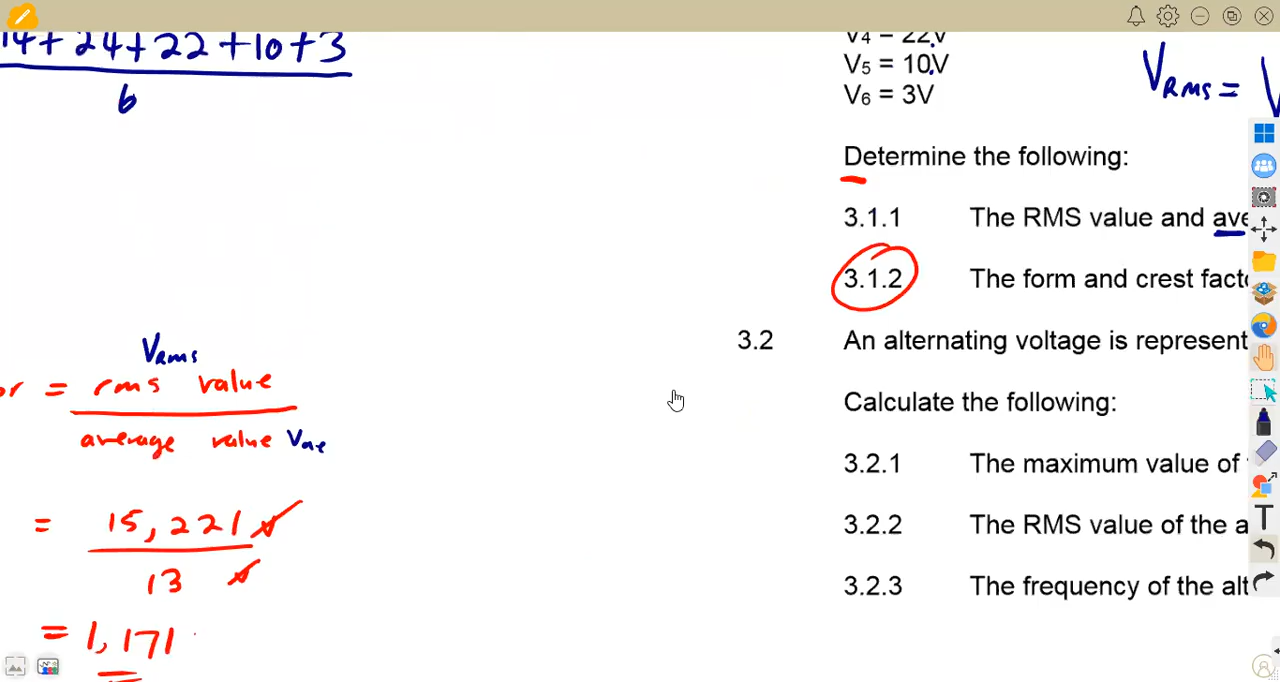 14+24+22+10+3
6
V₄ = 22V
V₅ = 10V
V₆ = 3V
VRMS = V
Determine the following:
3.1.1 The RMS value and ave
3.1.2 The form and crest facto
3.2 An alternating voltage is represent
Calculate the following:
3.2.1 The maximum value of
3.2.2 The RMS value of the a
3.2.3 The frequency of the alt
VRMS
or = rms value
average value Vave
= 15,221V
13 V
= 1,171
T